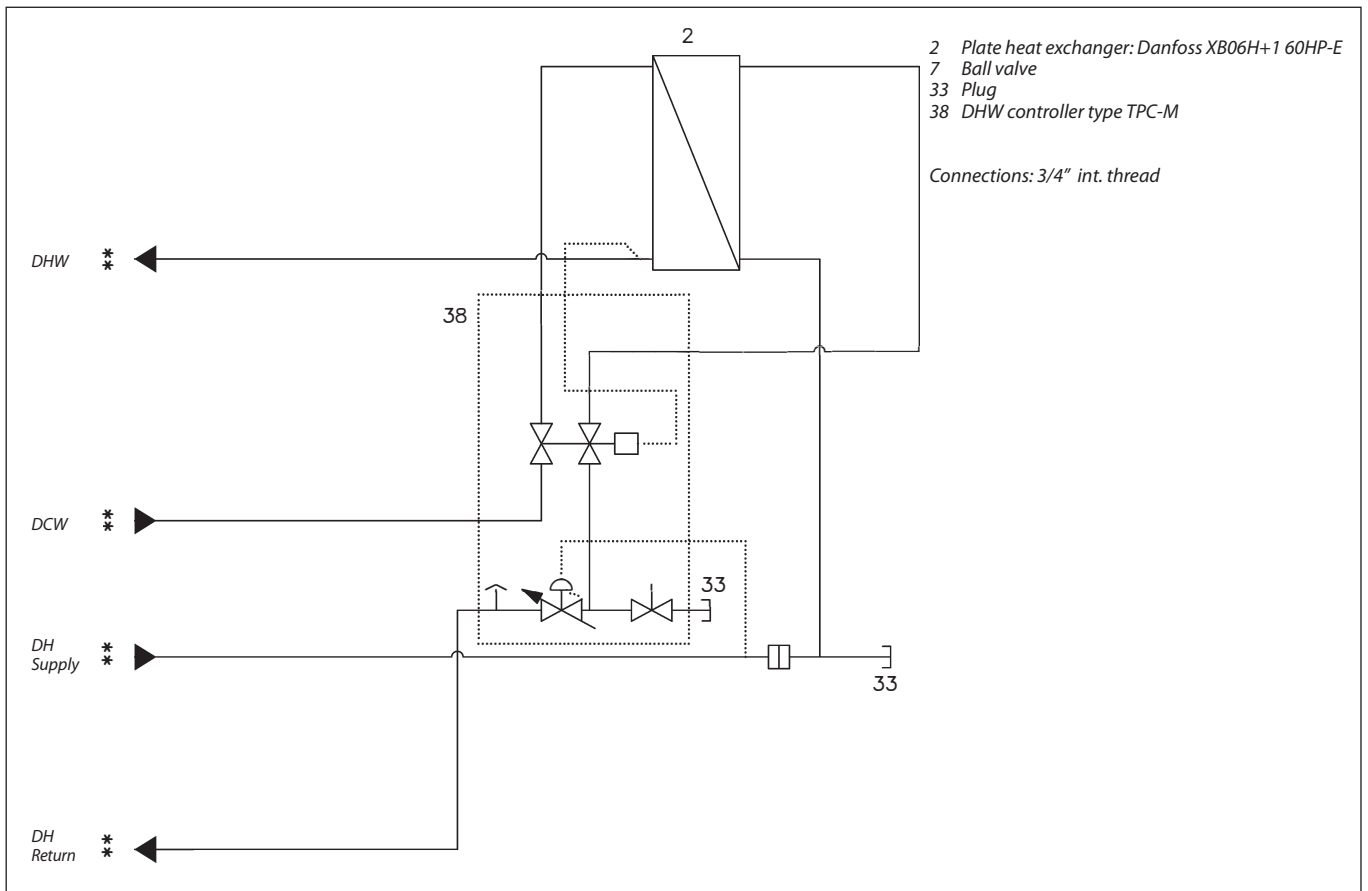 2
2 Plate heat exchanger: Danfoss XB06H+1 60HP-E
7 Ball valve
33 Plug
38 DHW controller type TPC-M
Connections: 3/4" int. thread
DHW **
38
DCW **
33
DH
Supply **
33
DH
Return **